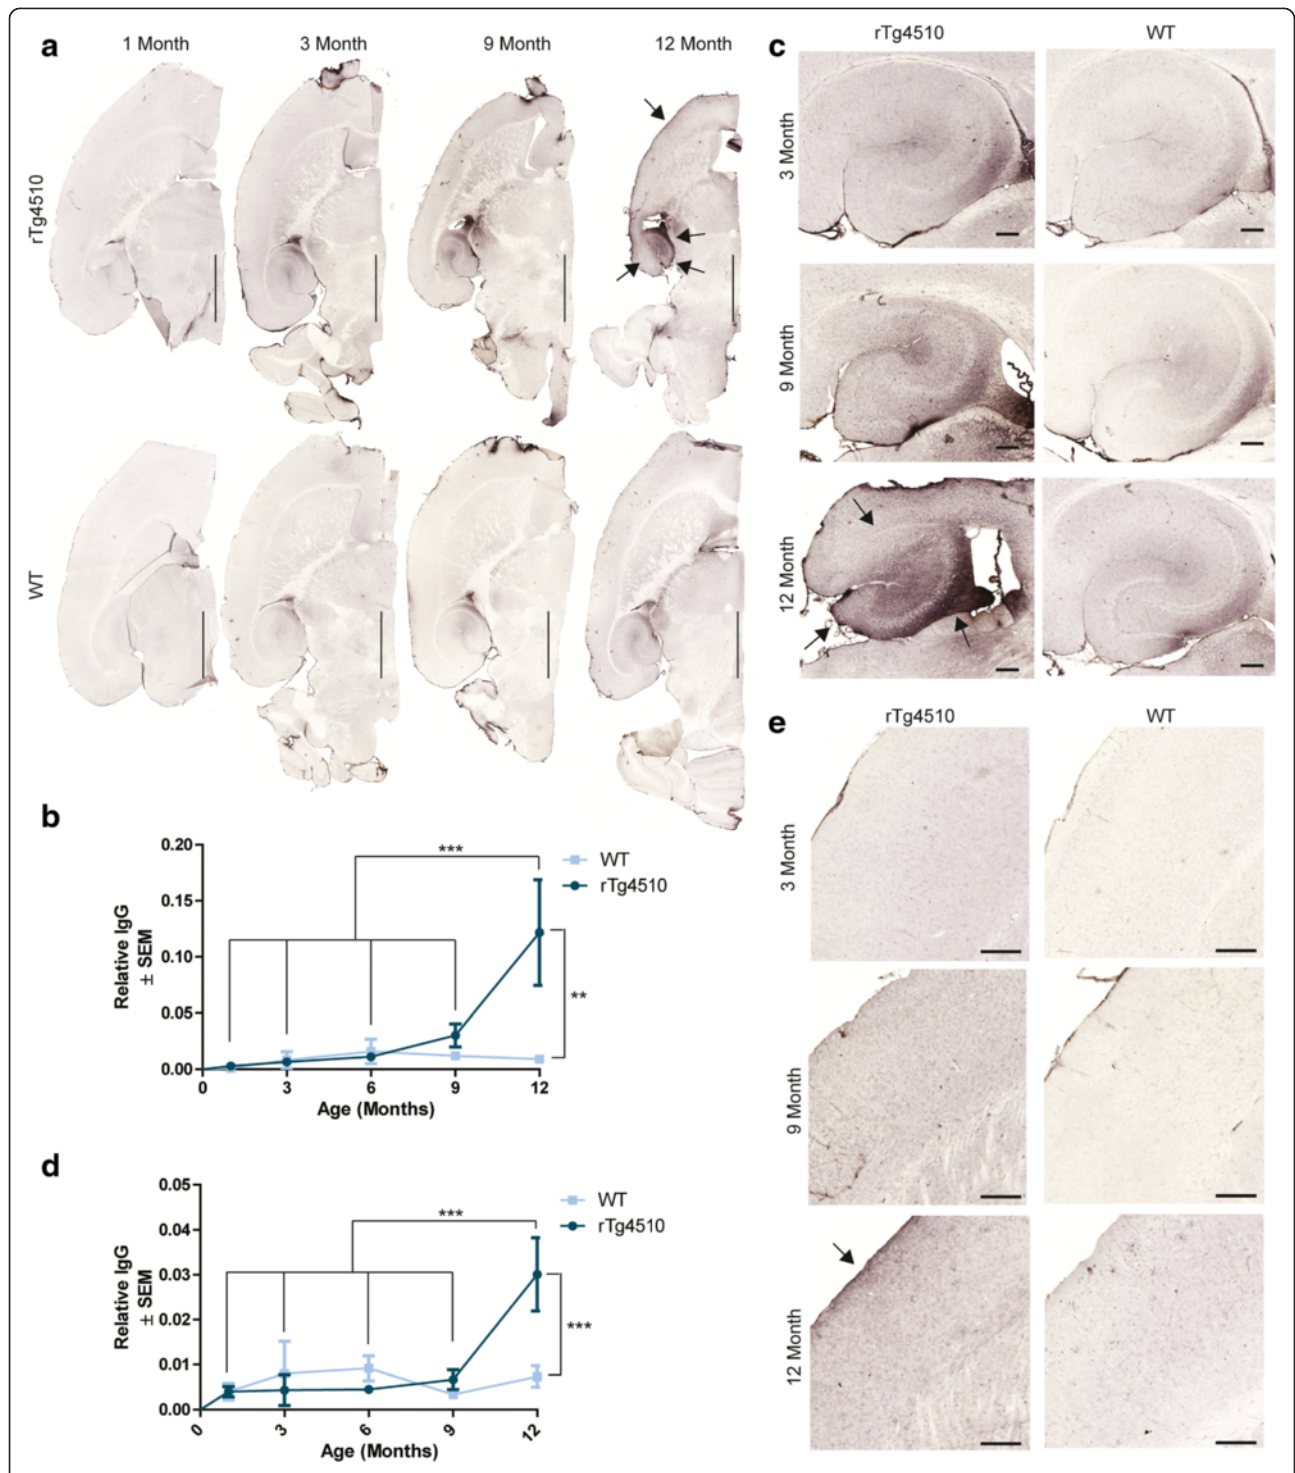 a
1 Month 3 Month 9 Month 12 Month
rTg4510
WT
b
0.20
0.15
0.10
0.05
0.00
Relative IgG
± SEM
0 3 6 9 12
Age (Months)
***
**
WT
rTg4510
d
0.05
0.04
0.03
0.02
0.01
0.00
Relative IgG
± SEM
0 3 6 9 12
Age (Months)
***
***
WT
rTg4510
c
rTg4510 WT
3 Month
9 Month
12 Month
e
rTg4510 WT
3 Month
9 Month
12 Month